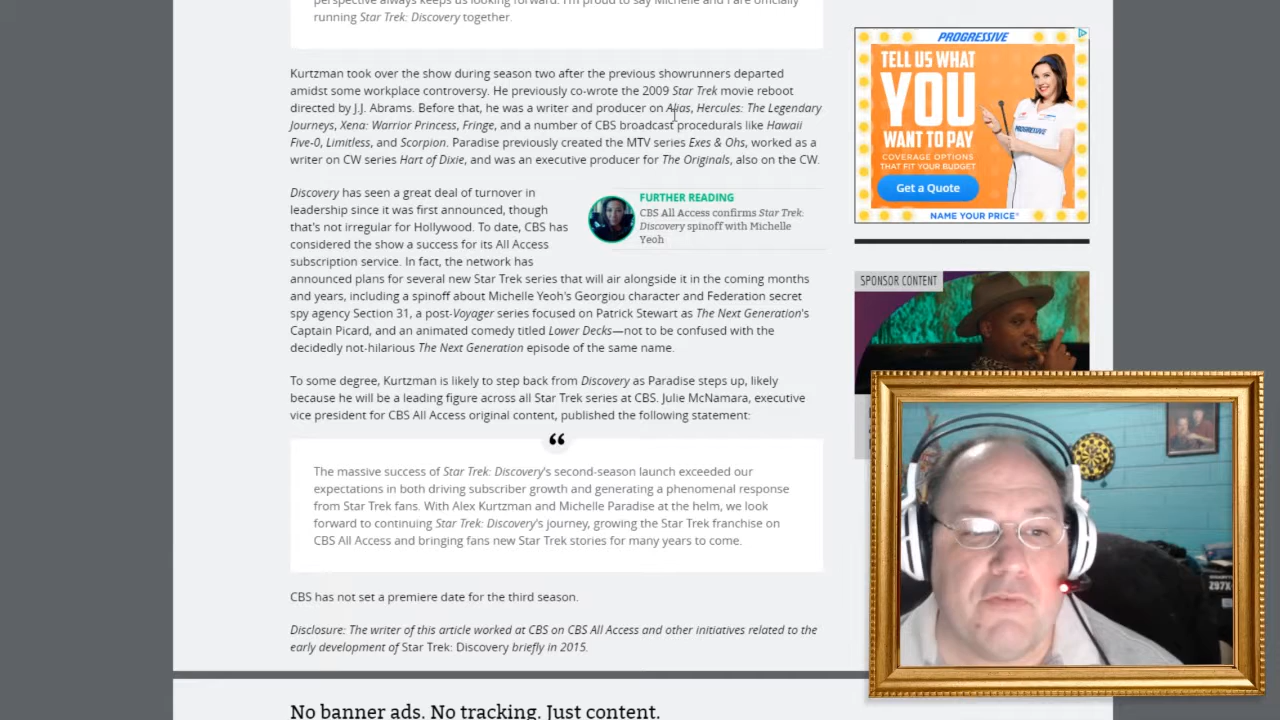 perspective always keeps us looking forward. I'm proud to say Michelle and I are officially
running Star Trek: Discovery together.
Kurtzman took over the show during season two after the previous showrunners departed
amidst some workplace controversy. He previously co-wrote the 2009 Star Trek movie reboot
directed by J.J. Abrams. Before that, he was a writer and producer on Alias, Hercules: The Legendary
Journeys, Xena: Warrior Princess, Fringe, and a number of CBS broadcast procedurals like Hawaii
Five-0, Limitless, and Scorpion. Paradise previously created the MTV series Exes & Ohs, worked as a
writer on CW series Hart of Dixie, and was an executive producer for The Originals, also on the CW.
Discovery has seen a great deal of turnover in
leadership since it was first announced, though
that's not irregular for Hollywood. To date, CBS has
considered the show a success for its All Access
subscription service. In fact, the network has
announced plans for several new Star Trek series that will air alongside it in the coming months
and years, including a spinoff about Michelle Yeoh's Georgiou character and Federation secret
spy agency Section 31, a post-Voyager series focused on Patrick Stewart as The Next Generation's
Captain Picard, and an animated comedy titled Lower Decks—not to be confused with the
decidedly not-hilarious The Next Generation episode of the same name.
FURTHER READING
CBS All Access confirms Star Trek:
Discovery spinoff with Michelle
Yeoh
To some degree, Kurtzman is likely to step back from Discovery as Paradise steps up, likely
because he will be a leading figure across all Star Trek series at CBS. Julie McNamara, executive
vice president for CBS All Access original content, published the following statement:
“
The massive success of Star Trek: Discovery's second-season launch exceeded our
expectations in both driving subscriber growth and generating a phenomenal response
from Star Trek fans. With Alex Kurtzman and Michelle Paradise at the helm, we look
forward to continuing Star Trek: Discovery's journey, growing the Star Trek franchise on
CBS All Access and bringing fans new Star Trek stories for many years to come.
CBS has not set a premiere date for the third season.
Disclosure: The writer of this article worked at CBS on CBS All Access and other initiatives related to the
early development of Star Trek: Discovery briefly in 2015.
No banner ads. No tracking. Just content.
PROGRESSIVE
TELL US WHAT
YOU
WANT TO PAY
COVERAGE OPTIONS
THAT FIT YOUR BUDGET
Get a Quote
PROGRESSIVE
NAME YOUR PRICE®
SPONSOR CONTENT
297X